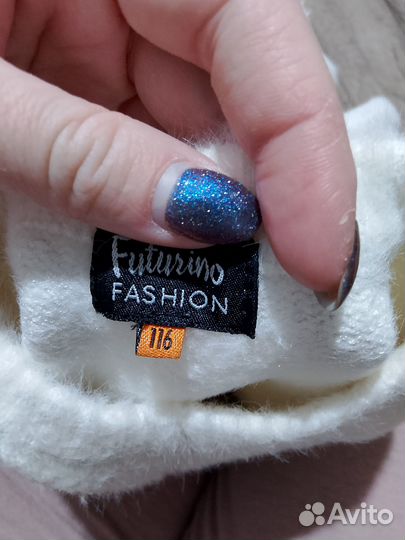 Futurino
FASHION
116
Avito